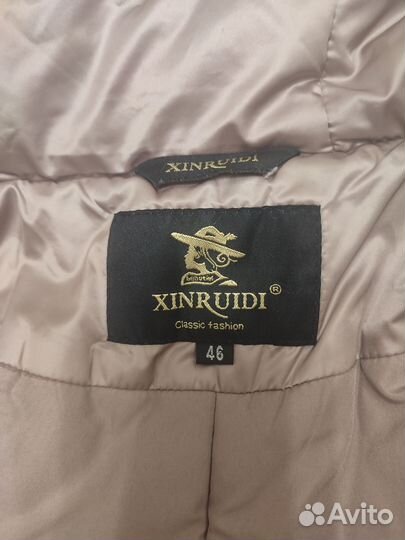 XINRUIDI
XINRUIDI ®
Classic fashion
46
Avito